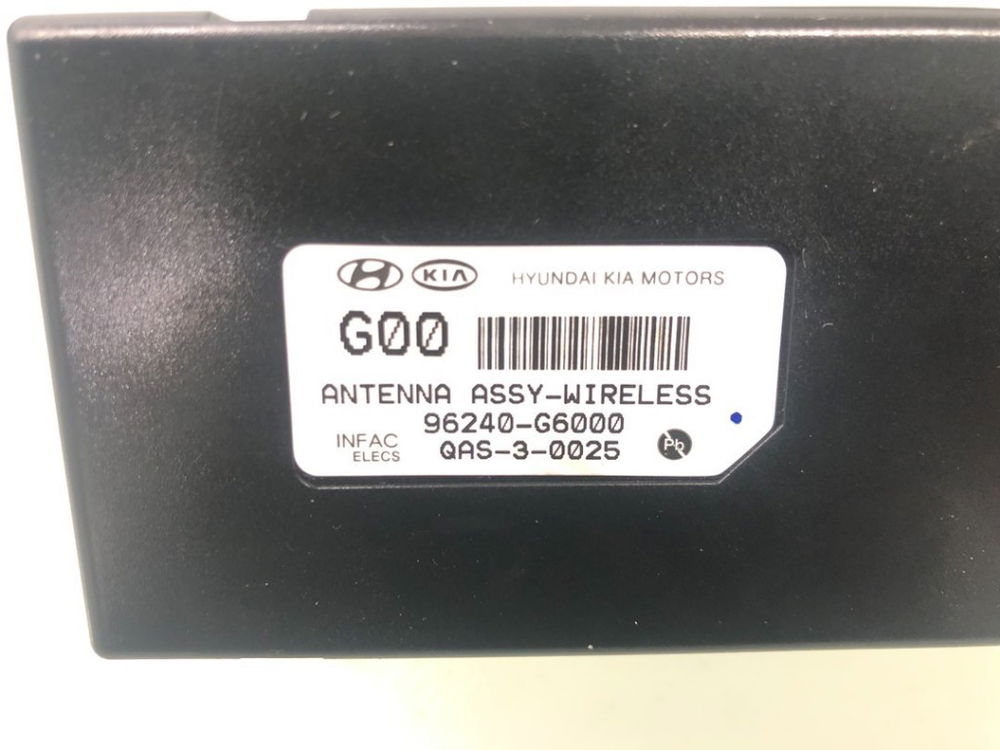 KIA HYUNDAI KIA MOTORS
G00
ANTENNA ASSY-WIRELESS
96240-G6000
INFAC ELECS
QAS-3-0025
Pb